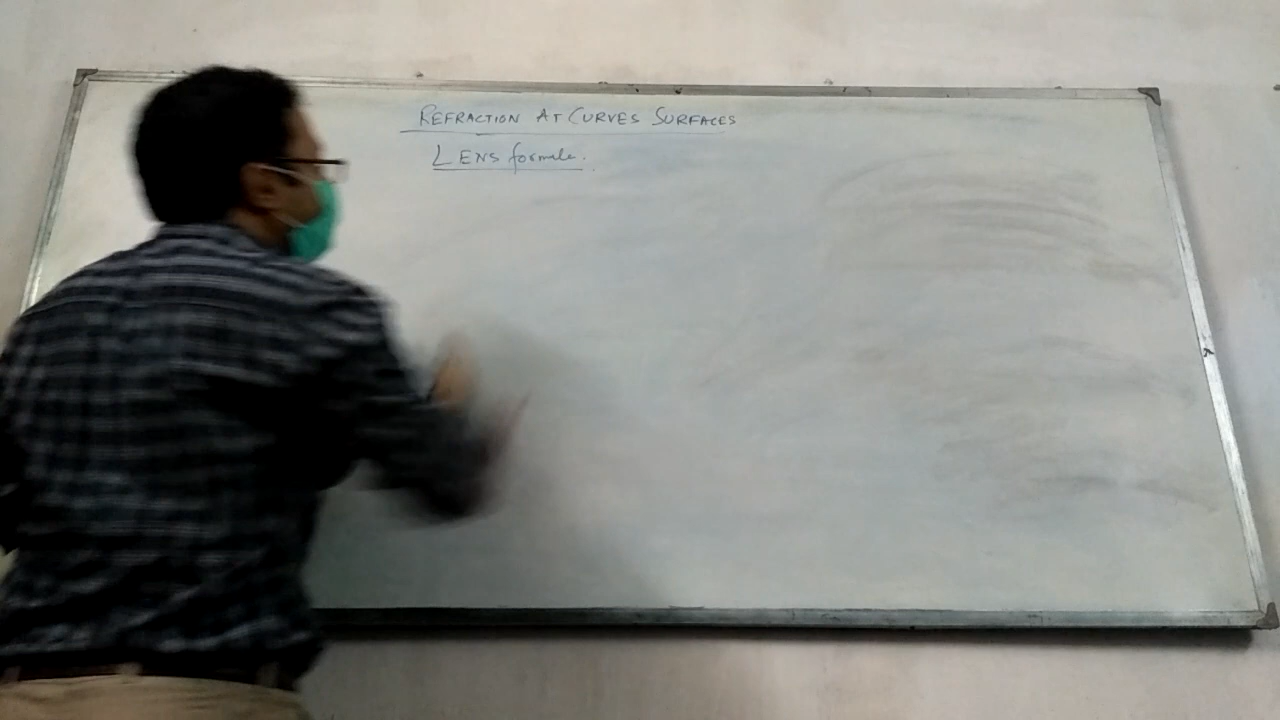 REFRACTION AT CURVES SURFACES
LENS formula.